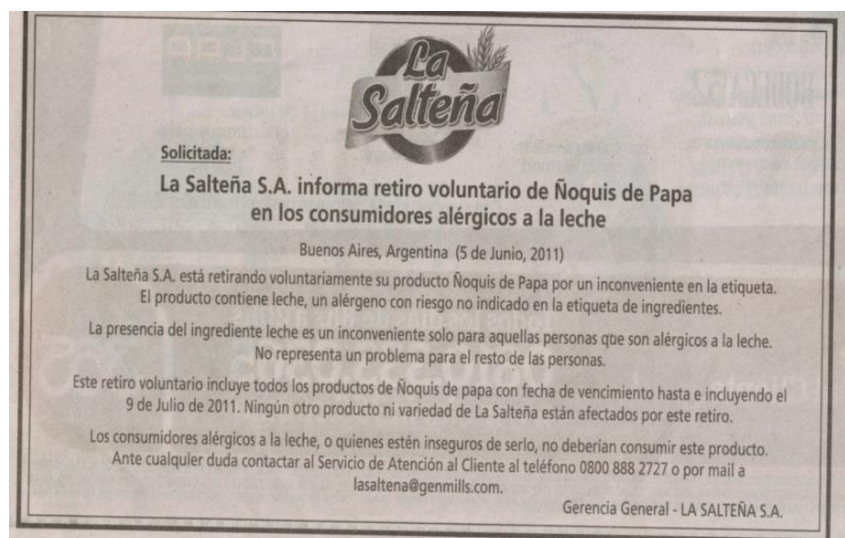 La
Salteña
Solicitada:
La Salteña S.A. informa retiro voluntario de Ñoquis de Papa
en los consumidores alérgicos a la leche
Buenos Aires, Argentina (5 de Junio, 2011)
La Salteña S.A. está retirando voluntariamente su producto Ñoquis de Papa por un inconveniente en la etiqueta.
El producto contiene leche, un alérgeno con riesgo no indicado en la etiqueta de ingredientes.
La presencia del ingrediente leche es un inconveniente solo para aquellas personas que son alérgicos a la leche.
No representa un problema para el resto de las personas.
Este retiro voluntario incluye todos los productos de Ñoquis de papa con fecha de vencimiento hasta e incluyendo el
9 de Julio de 2011. Ningún otro producto ni variedad de La Salteña están afectados por este retiro.
Los consumidores alérgicos a la leche, o quienes estén inseguros de serlo, no deberían consumir este producto.
Ante cualquier duda contactar al Servicio de Atención al Cliente al teléfono 0800 888 2727 o por mail a
lasaltena@genmills.com.
Gerencia General - LA SALTEÑA S.A.